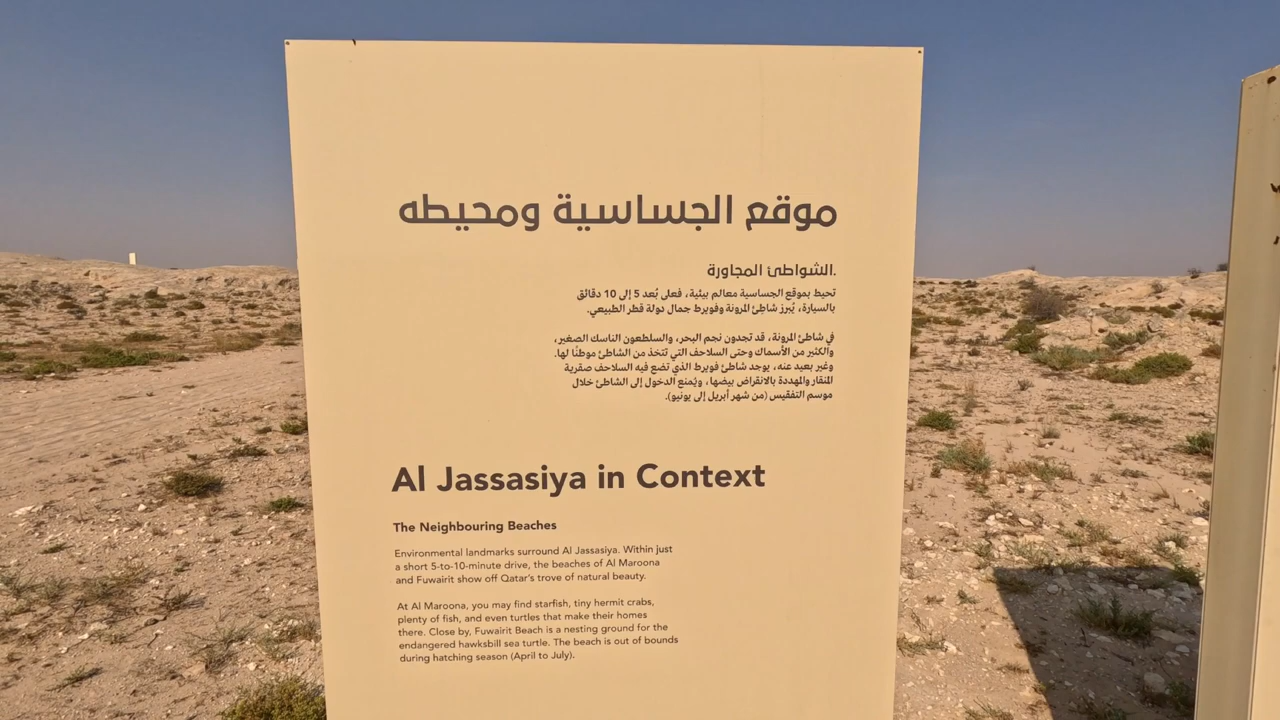 موقع الجساسية ومحيطه
الشواطئ المجاورة.
تحيط بموقع الجساسية معالم بيئية، فعلى بُعد 5 إلى 10 دقائق
بالسيارة، يُبرز شاطئ المرونة وفويرط جمال دولة قطر الطبيعي.
في شاطئ المرونة، قد تجدون نجم البحر، والسلطعون الناسك الصغير،
والكثير من الأسماك وحتى السلاحف التي تتخذ من الشاطئ موطنًا لها.
وغير بعيد عنه، يوجد شاطئ فويرط الذي تضع فيه السلاحف صقرية
المنقار والمهددة بالانقراض بيضها، ويُمنع الدخول إلى الشاطئ خلال
موسم التفقيس (من شهر أبريل إلى يونيو).
Al Jassasiya in Context
The Neighbouring Beaches
Environmental landmarks surround Al Jassasiya. Within just
a short 5-to-10-minute drive, the beaches of Al Maroona
and Fuwairit show off Qatar's trove of natural beauty.
At Al Maroona, you may find starfish, tiny hermit crabs,
plenty of fish, and even turtles that make their homes
there. Close by, Fuwairit Beach is a nesting ground for the
endangered hawksbill sea turtle. The beach is out of bounds
during hatching season (April to July).